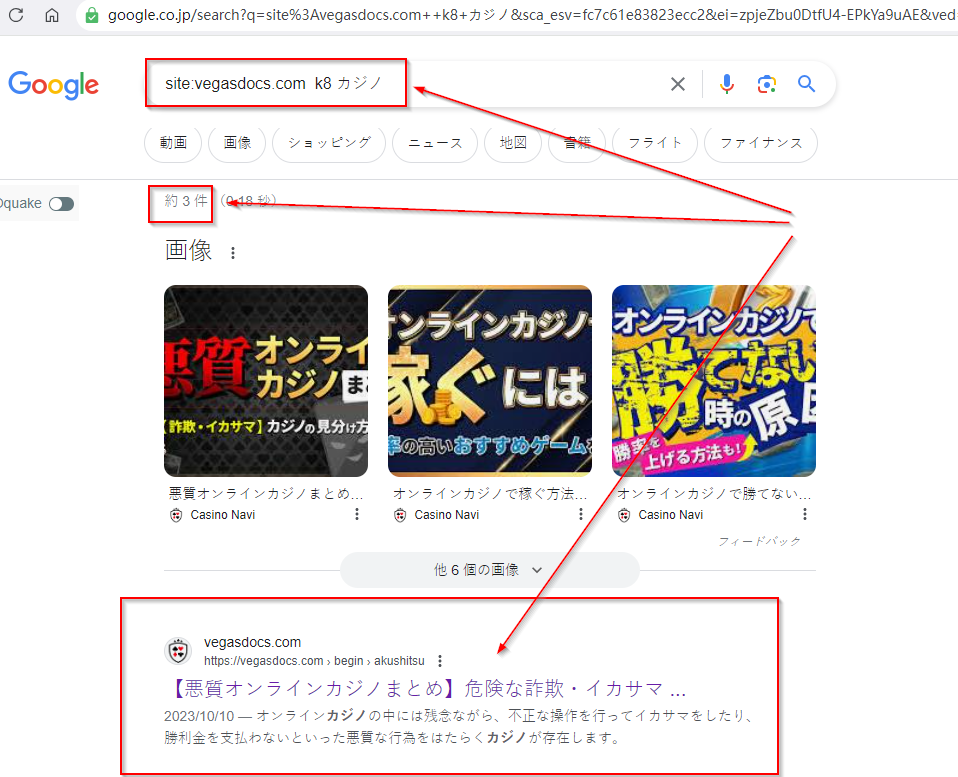 google.co.jp/search?q=site%3Avegasdocs.com++k8+カジノ&sca_esv=fc7c61e83823ecc2&ei=zpjeZbu0DtfU4-EPkYa9uAE&ved
Google
site:vegasdocs.com k8 カジノ
動画 画像 ショッピング ニュース 地図 書籍 フライト ファイナンス
quake
約 3 件 (0.18 秒)
画像
悪質オンライ
カジノま
【詐欺・イカサマ】カジノの見分け方
オンラインカジノ
稼ぐには
率の高いおすすめゲーム
オンラインカジノで
勝てない
時の原因
勝率を
上げる方法も!
悪質オンラインカジノまとめ...
Casino Navi
オンラインカジノで稼ぐ方法...
Casino Navi
オンラインカジノで勝てない...
Casino Navi
フィードバック
他 6 個の画像
vegasdocs.com
https://vegasdocs.com › begin › akushitsu
【悪質オンラインカジノまとめ】危険な詐欺・イカサマ ...
2023/10/10 — オンラインカジノの中には残念ながら、不正な操作を行ってイカサマをしたり、
勝利金を支払わないといった悪質な行為をはたらくカジノが存在します。